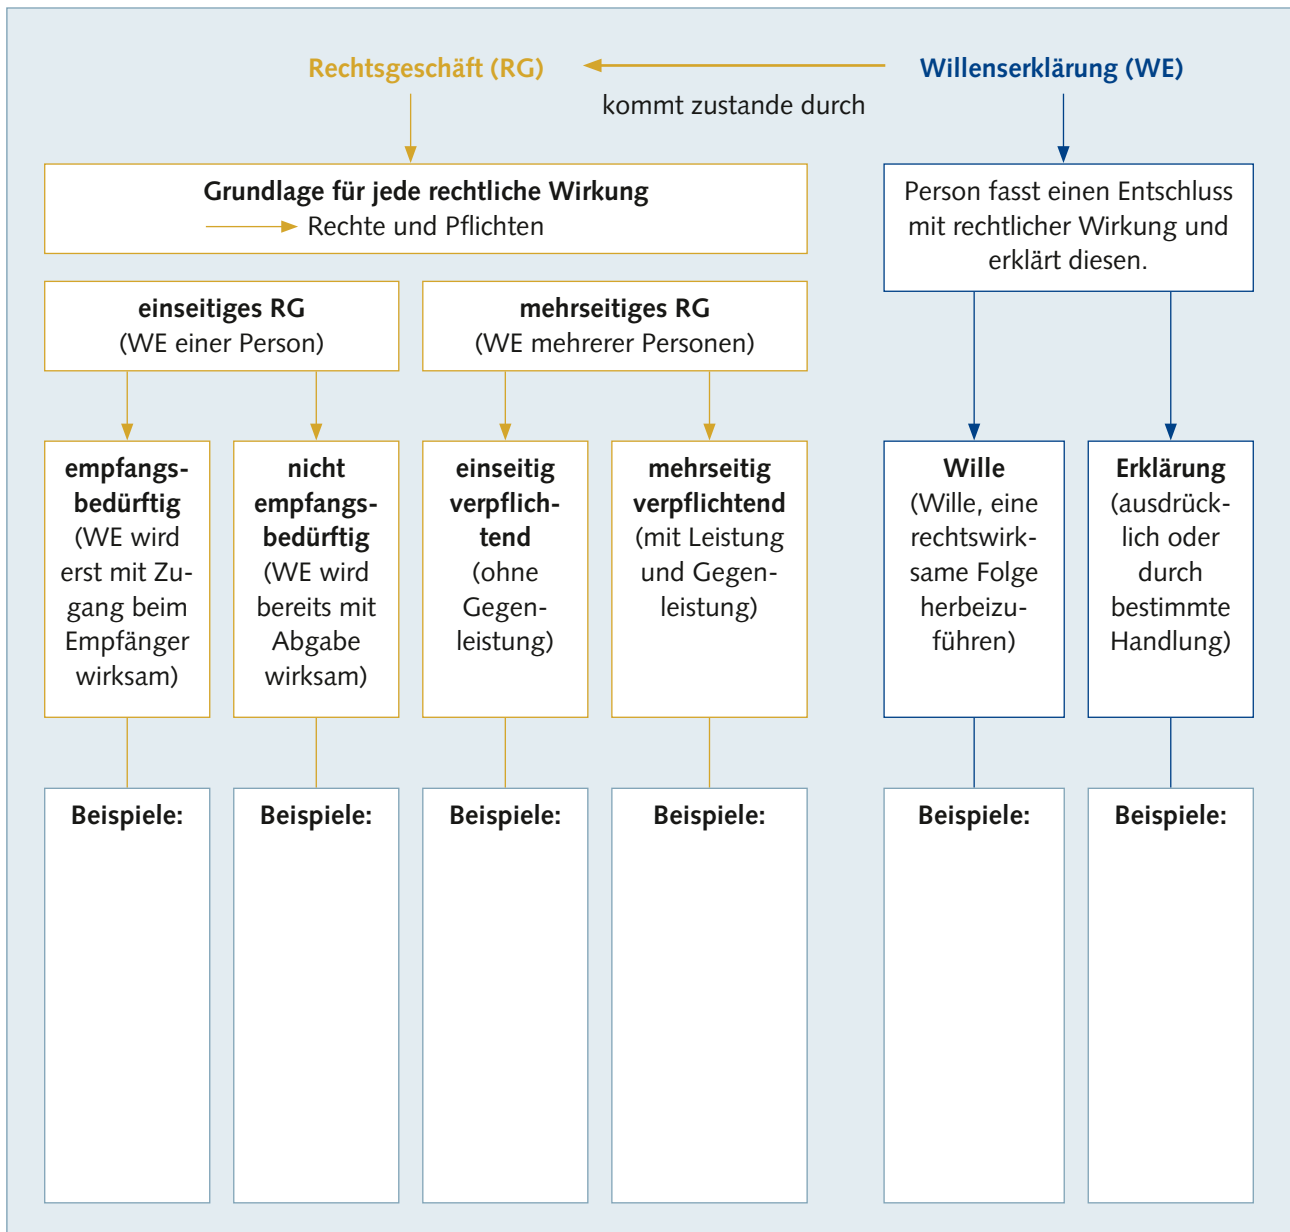 Rechtsgeschäft (RG)
Willenserklärung (WE)
kommt zustande durch
Grundlage für jede rechtliche Wirkung
Rechte und Pflichten
Person fasst einen Entschluss
mit rechtlicher Wirkung und
erklärt diesen.
einseitiges RG
(WE einer Person)
mehrseitiges RG
(WE mehrerer Personen)
empfangs-
bedürftig
(WE wird
erst mit Zu-
gang beim
Empfänger
wirksam)
nicht
empfangs-
bedürftig
(WE wird
bereits mit
Abgabe
wirksam)
einseitig
verpflich-
tend
(ohne
Gegen-
leistung)
mehrseitig
verpflichtend
(mit Leistung
und Gegen-
leistung)
Wille
(Wille, eine
rechtswirk-
same Folge
herbeizu-
führen)
Erklärung
(ausdrück-
lich oder
durch
bestimmte
Handlung)
Beispiele:
Beispiele:
Beispiele:
Beispiele:
Beispiele:
Beispiele: